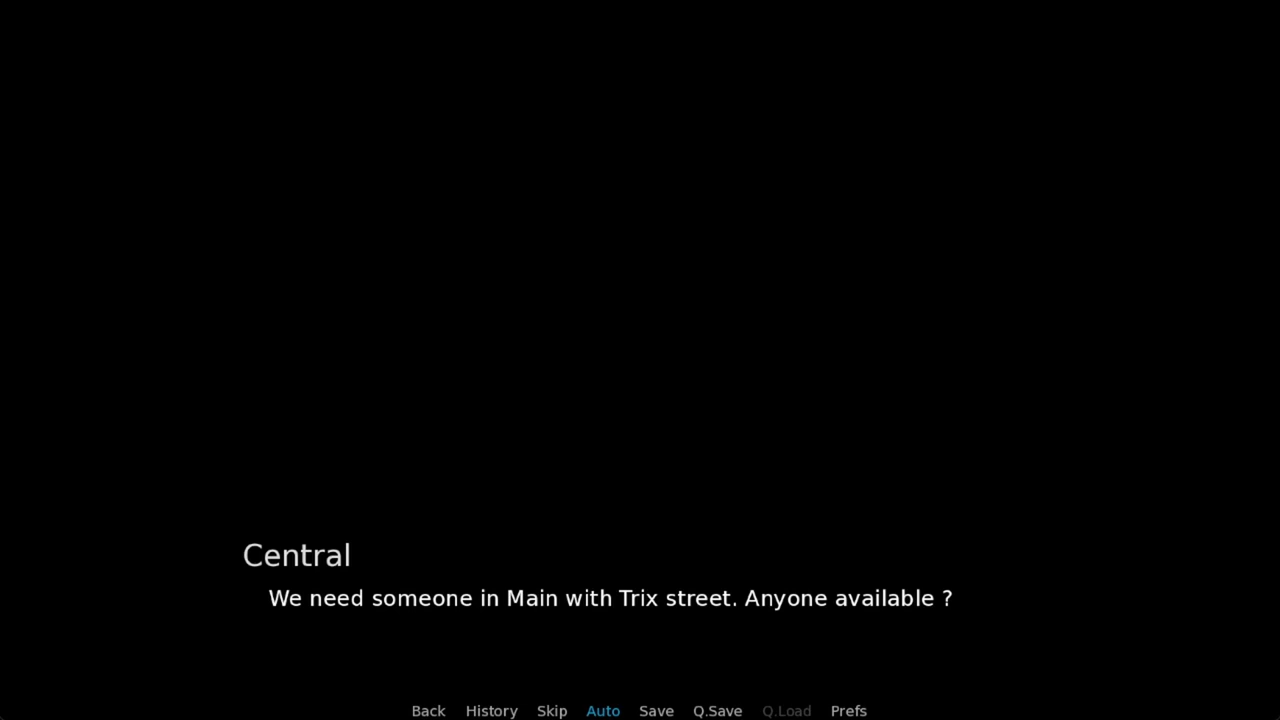 Central
We need someone in Main with Trix street. Anyone available ?
Back History Skip Auto Save Q.Save Q.Load Prefs